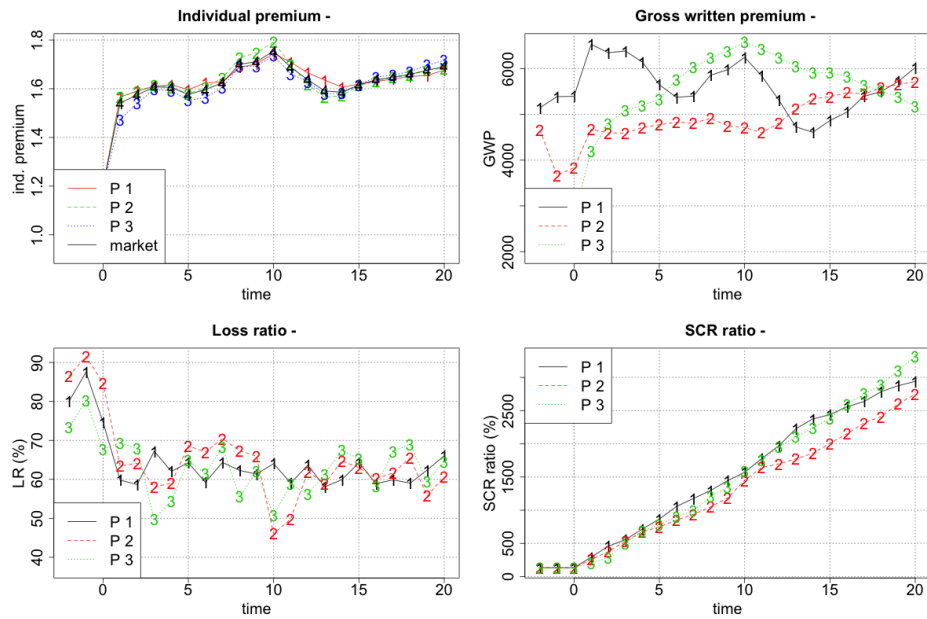 Individual premium -
ind. premium
1.8
1.6
1.4
1.2
1.0
P 1
P 2
P 3
market
0 5 10 15 20
time
Gross written premium -
GWP
6000
4000
2000
P 1
P 2
P 3
0 5 10 15 20
time
Loss ratio -
LR (%)
90
80
70
60
50
40
P 1
P 2
P 3
0 5 10 15 20
time
SCR ratio -
SCR ratio (%)
2500
1500
500
0
P 1
P 2
P 3
0 5 10 15 20
time